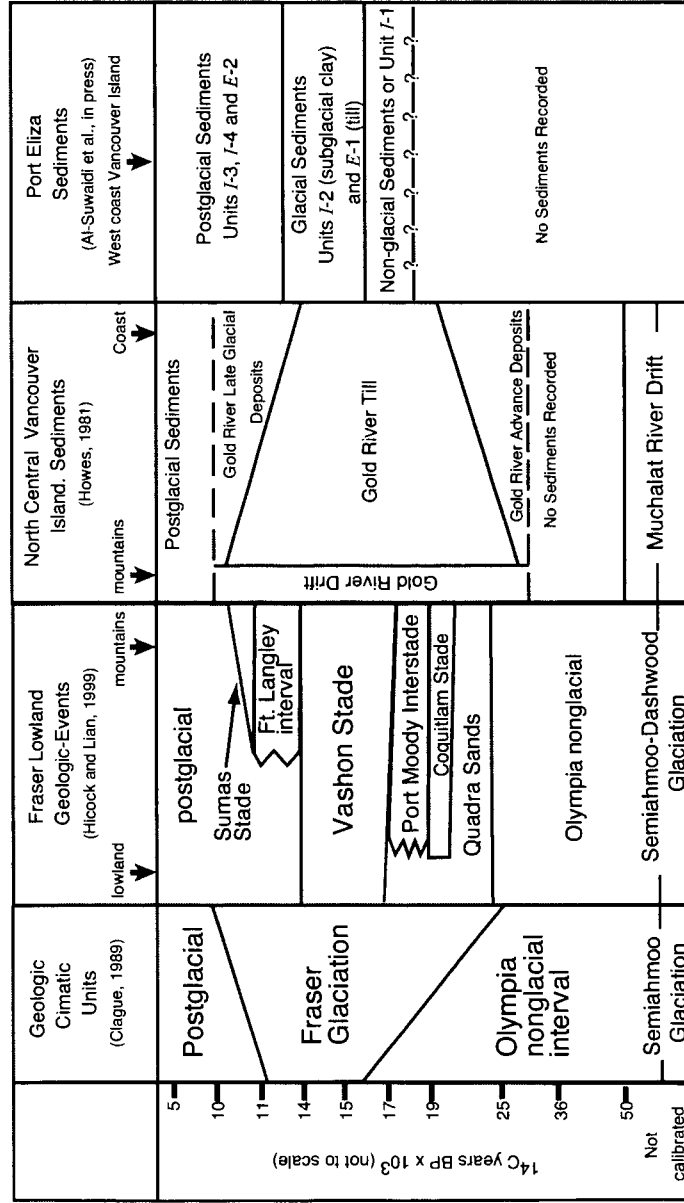 ¹⁴C years BP x 10³ (not to scale)
5
10
11
14
15
17
19
25
36
50
Not
calibrated
Geologic
Cimatic
Units
(Clague, 1989)
Postglacial
Fraser
Glaciation
Olympia
nonglacial
interval
Semiahmoo
Glaciation
Fraser Lowland
Geologic-Events
(Hicock and Lian, 1999)
lowland
mountains
postglacial
Sumas
Stade
Ft. Langley
interval
Vashon Stade
Port Moody Interstade
Coquitlam Stade
Quadra Sands
Olympia nonglacial
Semiahmoo-Dashwood
Glaciation
North Central Vancouver
Island. Sediments
(Howes, 1981)
mountains
Coast
Postglacial Sediments
Gold River Late Glacial
Deposits
Gold River Till
Gold River Drift
Gold River Advance Deposits
No Sediments Recorded
Muchalat River Drift
Port Eliza
Sediments
(Al-Suwaidi et al., in press)
West coast Vancouver Island
Postglacial Sediments
Units I-3, I-4 and E-2
Glacial Sediments
Units I-2 (subglacial clay)
and E-1 (till)
Non-glacial Sediments or Unit I-1
? ? ? ? ? ? ?
No Sediments Recorded